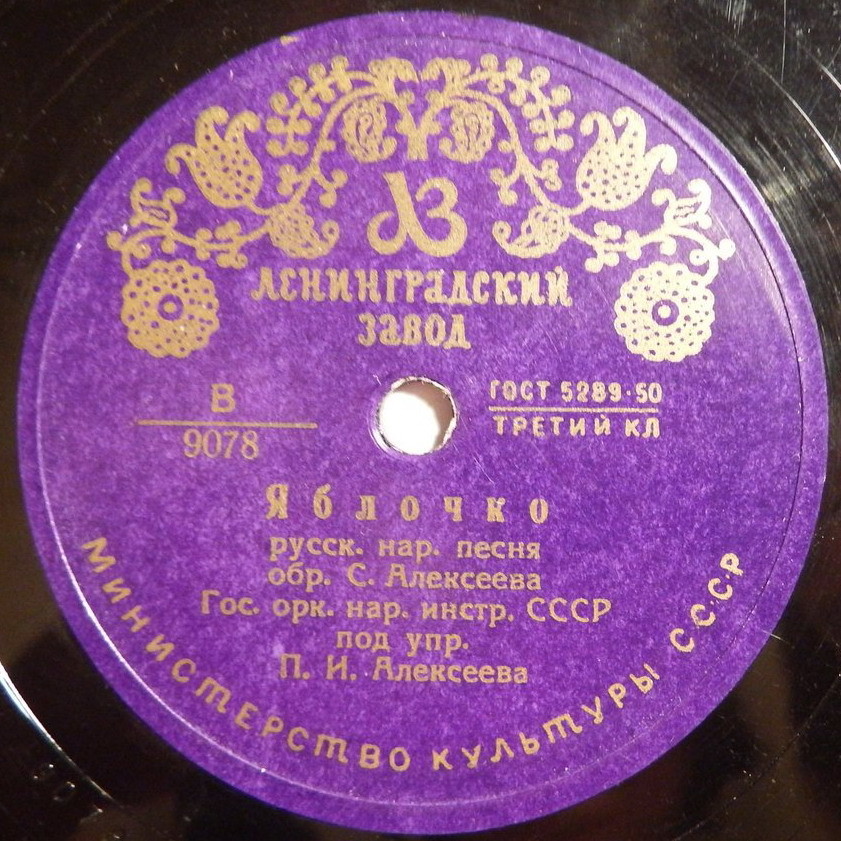 ЛЗ
ЛЕНИНГРАДСКИЙ
ЗАВОД
В
9078
ГОСТ 5289·50
ТРЕТИЙ КЛ
Яблочко
русск. нар. песня
обр. С. Алексеева
Гос. орк. нар. инстр. СССР
под упр.
П. И. Алексеева
МИНИСТЕРСТВО КУЛЬТУРЫ СССР